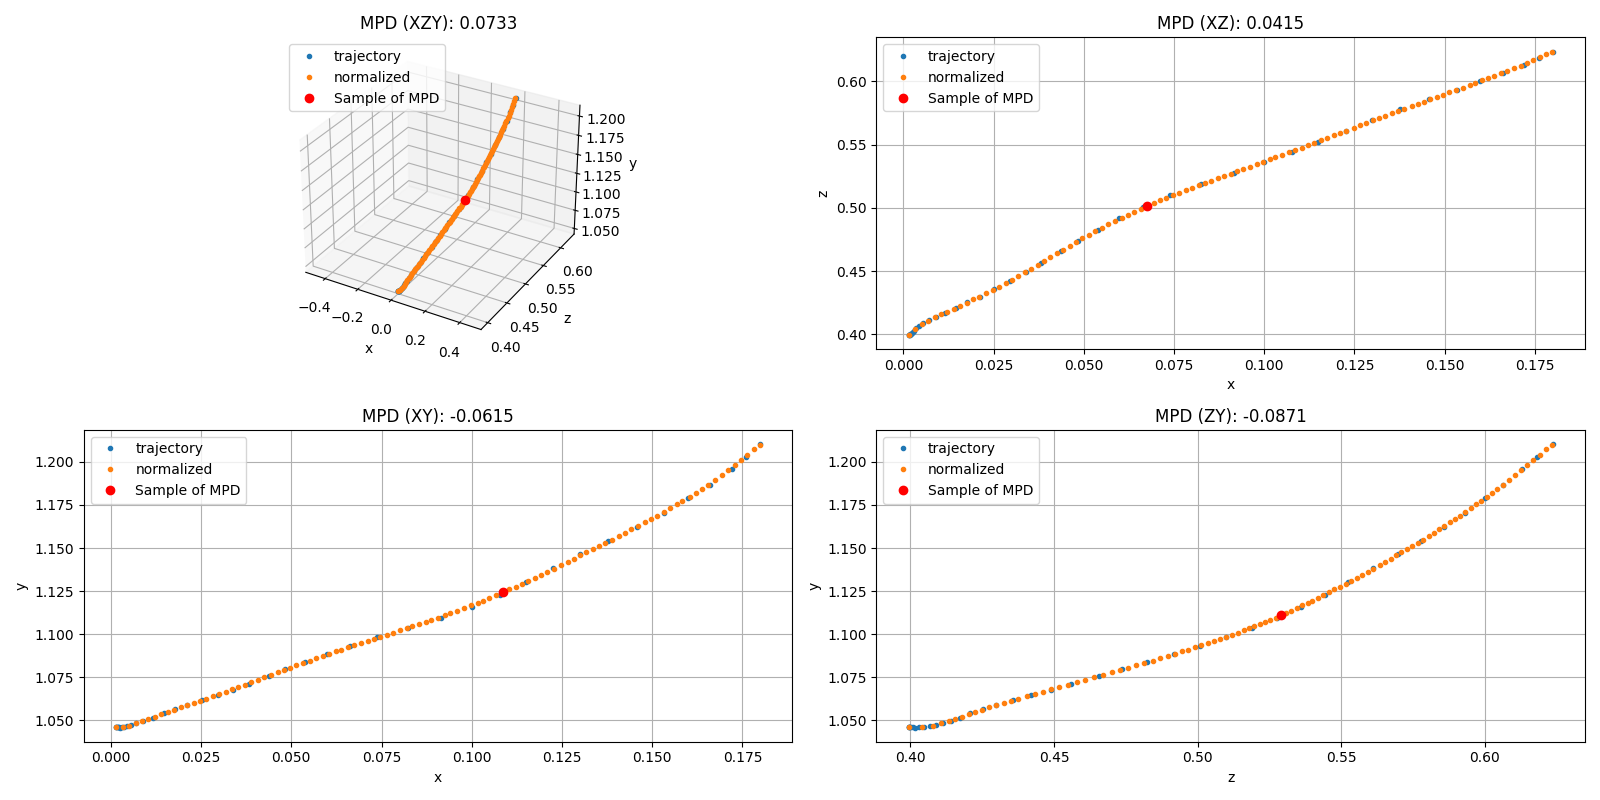 MPD (XZY): 0.0733
trajectory
normalized
Sample of MPD
1.200
1.175
1.150
1.125
1.100
1.075
1.050
y
−0.4
−0.2
0.0
0.2
0.4
x
0.40
0.45
0.50
0.55
0.60
z
MPD (XZ): 0.0415
trajectory
normalized
Sample of MPD
0.60
0.55
0.50
0.45
0.40
z
0.000 0.025 0.050 0.075 0.100 0.125 0.150 0.175
x
MPD (XY): -0.0615
trajectory
normalized
Sample of MPD
1.200
1.175
1.150
1.125
1.100
1.075
1.050
y
0.000 0.025 0.050 0.075 0.100 0.125 0.150 0.175
x
MPD (ZY): -0.0871
trajectory
normalized
Sample of MPD
1.200
1.175
1.150
1.125
1.100
1.075
1.050
y
0.40 0.45 0.50 0.55 0.60
z